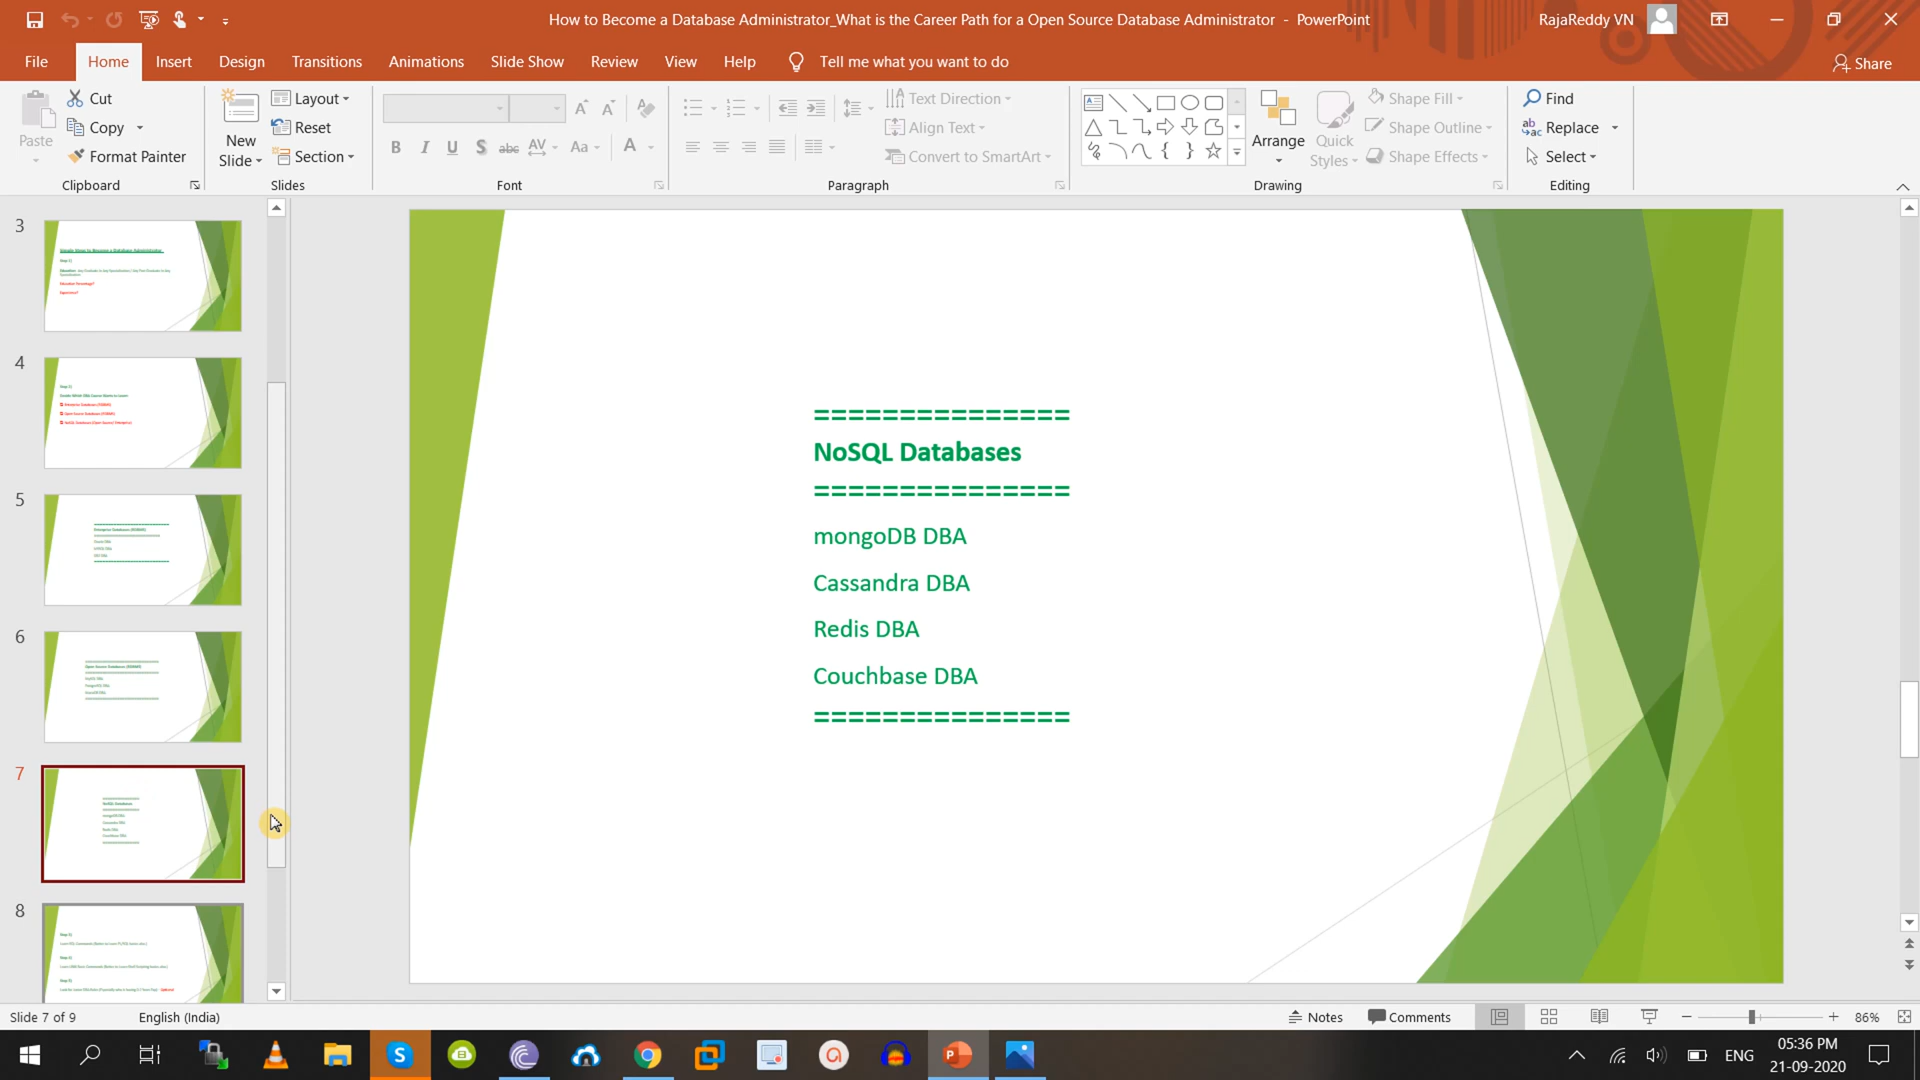 How to Become a Database Administrator_What is the Career Path for a Open Source Database Administrator - PowerPoint
RajaReddy VN
File
Home
Insert
Design
Transitions
Animations
Slide Show
Review
View
Help
Tell me what you want to do
Share
Paste
Cut
Copy
Format Painter
Clipboard
New Slide
Layout
Reset
Section
Slides
B I U S abc AV Aa A
Font
Text Direction
Align Text
Convert to SmartArt
Paragraph
Arrange
Quick Styles
Shape Fill
Shape Outline
Shape Effects
Drawing
Find
Replace
Select
Editing
3
4
5
6
7
8
===============
NoSQL Databases
===============
mongoDB DBA
Cassandra DBA
Redis DBA
Couchbase DBA
===============
Slide 7 of 9
English (India)
Notes
Comments
86%
ENG
05:36 PM
21-09-2020